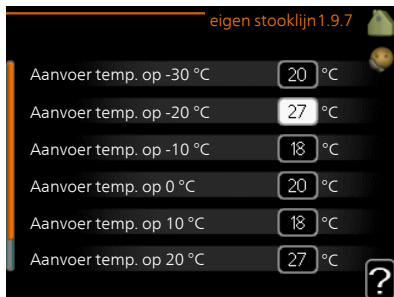 eigen stooklijn 1.9.7
Aanvoer temp. op -30 °C 20 °C
Aanvoer temp. op -20 °C 27 °C
Aanvoer temp. op -10 °C 18 °C
Aanvoer temp. op 0 °C 20 °C
Aanvoer temp. op 10 °C 18 °C
Aanvoer temp. op 20 °C 27 °C
?